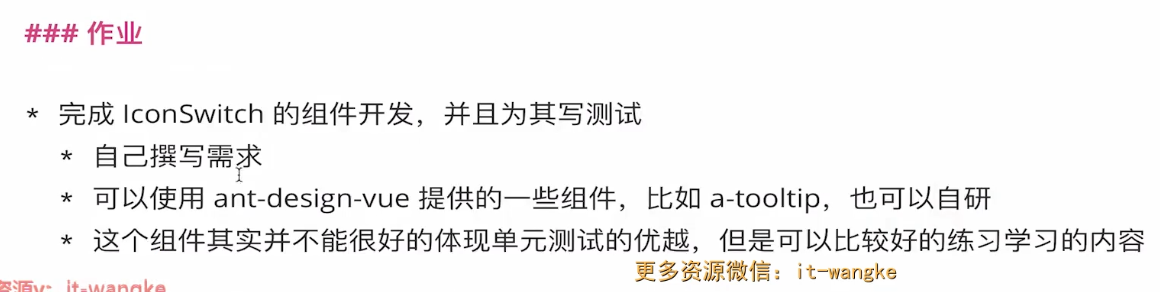 ### 作业
* 完成 IconSwitch 的组件开发，并且为其写测试
* 自己撰写需求
* 可以使用 ant-design-vue 提供的一些组件，比如 a-tooltip，也可以自研
* 这个组件其实并不能很好的体现单元测试的优越，但是可以比较好的练习学习的内容
更多资源微信：it-wangke
资源v：it-wangke